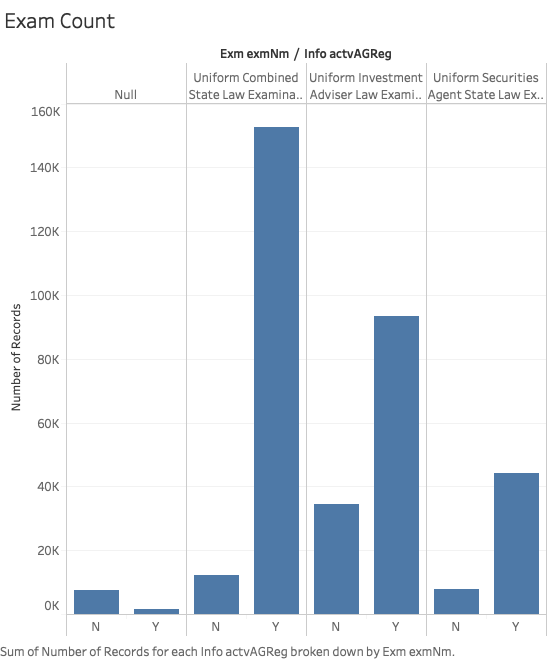 Exam Count
Exm exmNm / Info actvAGReg
Null
Uniform Combined
State Law Examina..
Uniform Investment
Adviser Law Exami..
Uniform Securities
Agent State Law Ex..
160K
140K
120K
100K
80K
60K
40K
20K
0K
Number of Records
N Y N Y N Y N Y
Sum of Number of Records for each Info actvAGReg broken down by Exm exmNm.